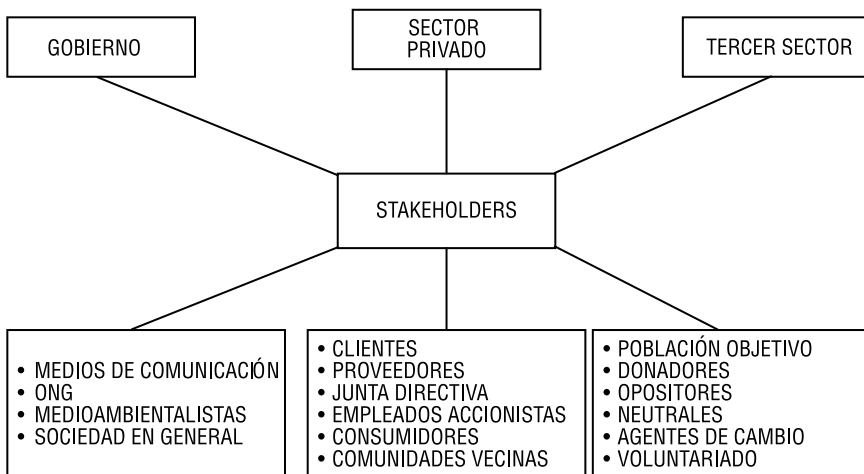 GOBIERNO
SECTOR
PRIVADO
TERCER SECTOR
STAKEHOLDERS
• MEDIOS DE COMUNICACIÓN
• ONG
• MEDIOAMBIENTALISTAS
• SOCIEDAD EN GENERAL
• CLIENTES
• PROVEEDORES
• JUNTA DIRECTIVA
• EMPLEADOS ACCIONISTAS
• CONSUMIDORES
• COMUNIDADES VECINAS
• POBLACIÓN OBJETIVO
• DONADORES
• OPOSITORES
• NEUTRALES
• AGENTES DE CAMBIO
• VOLUNTARIADO